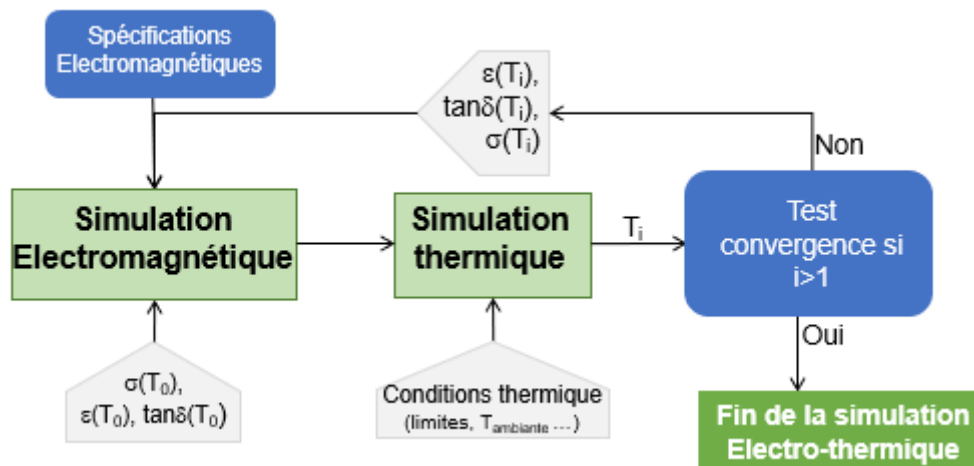 Spécifications
Electromagnétiques
ε(Tᵢ),
tanδ(Tᵢ),
σ(Tᵢ)
Non
Simulation
Electromagnétique
Simulation
thermique
Tᵢ
Test
convergence si
i>1
Oui
σ(T₀),
ε(T₀), tanδ(T₀)
Conditions thermique
(limites, Tambiante ...)
Fin de la simulation
Electro-thermique